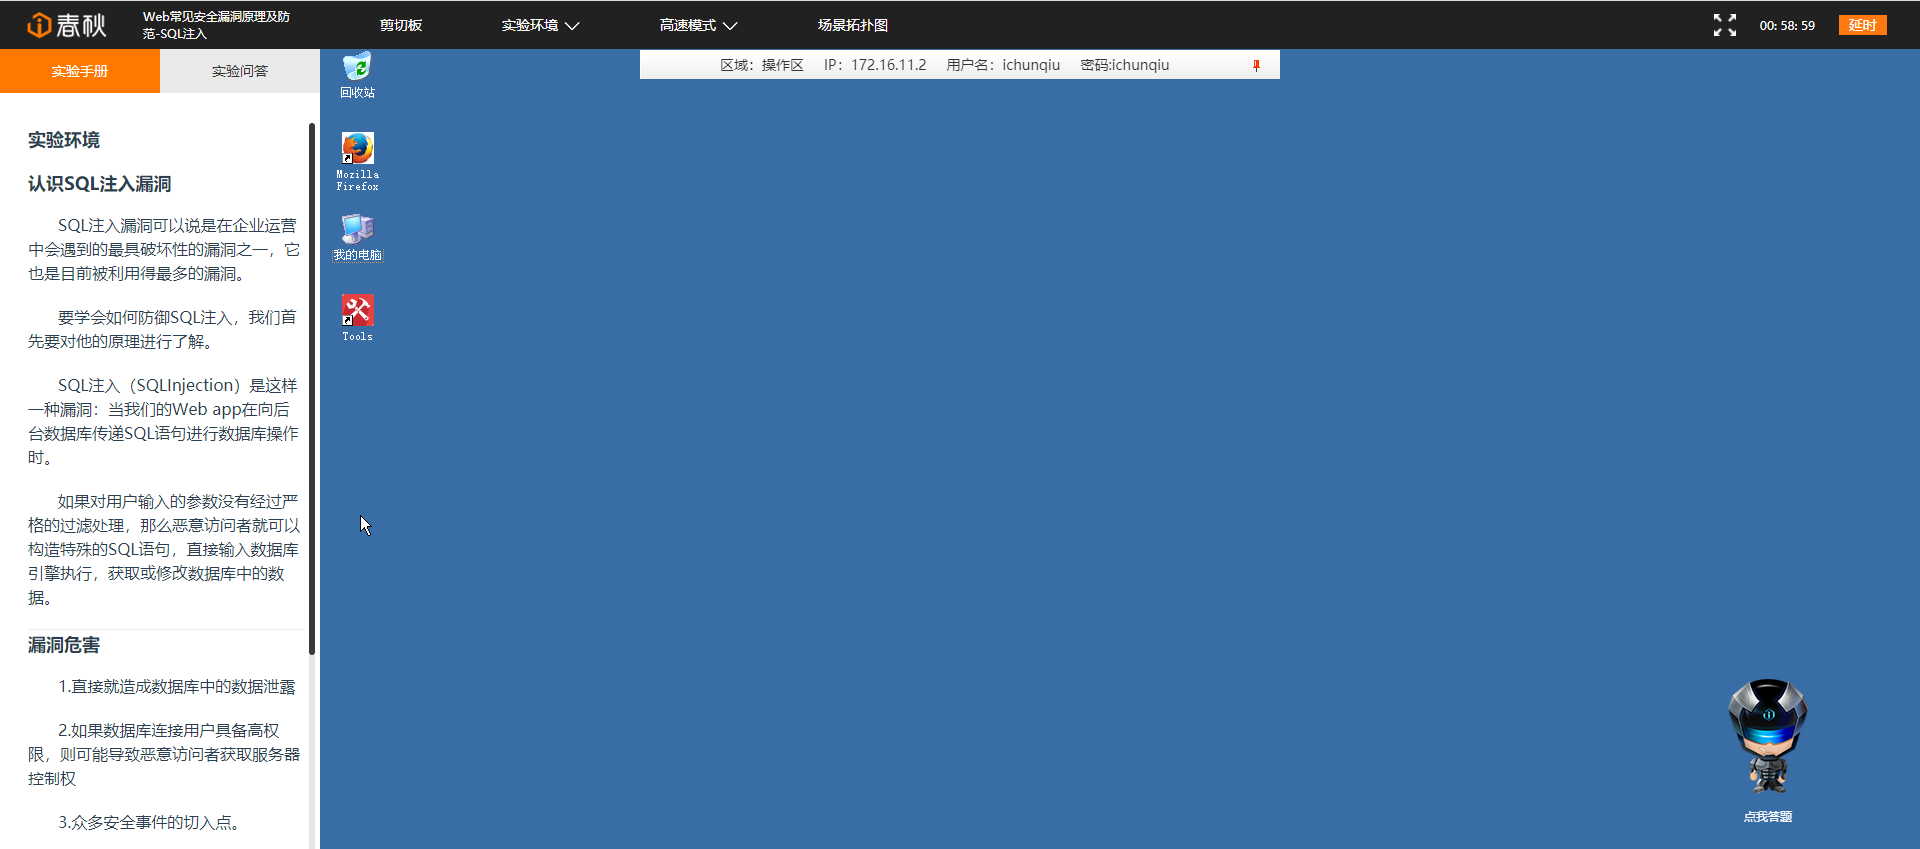 春秋
Web常见安全漏洞原理及防
范-SQL注入
剪切板
实验环境
高速模式
场景拓扑图
00: 58: 59
延时
实验手册
实验问答
区域：操作区 IP：172.16.11.2 用户名：ichunqiu 密码:ichunqiu
实验环境
认识SQL注入漏洞
SQL注入漏洞可以说是在企业运营
中会遇到的最具破坏性的漏洞之一，它
也是目前被利用得最多的漏洞。
要学会如何防御SQL注入，我们首
先要对他的原理进行了解。
SQL注入（SQLInjection）是这样
一种漏洞：当我们的Web app在向后
台数据库传递SQL语句进行数据库操作
时。
如果对用户输入的参数没有经过严
格的过滤处理，那么恶意访问者就可以
构造特殊的SQL语句，直接输入数据库
引擎执行，获取或修改数据库中的数
据。
漏洞危害
1.直接就造成数据库中的数据泄露
2.如果数据库连接用户具备高权
限，则可能导致恶意访问者获取服务器
控制权
3.众多安全事件的切入点。
回收站
Mozilla
Firefox
我的电脑
Tools
点我答题